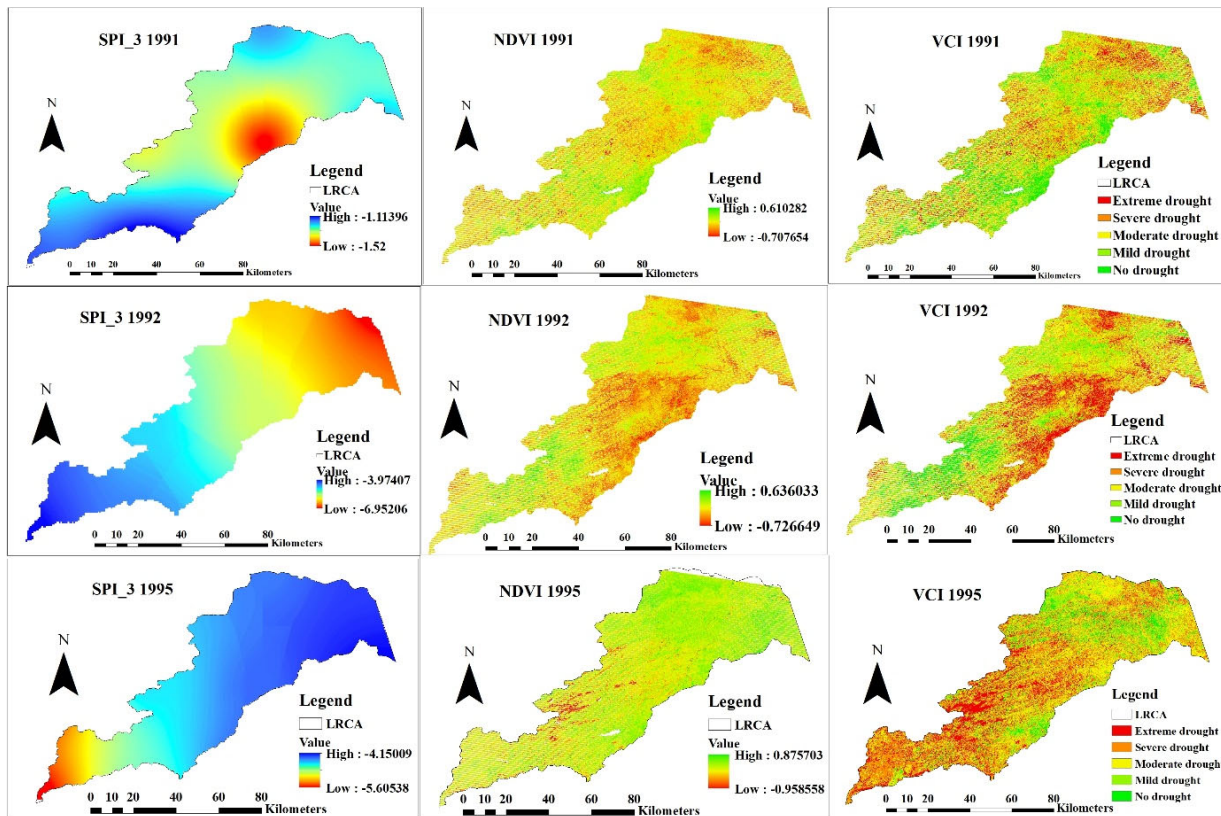 SPI_3 1991
N
Legend
LRCA
Value
High : -1.11396
Low : -1.52
0 10 20 40 60 80
Kilometers
NDVI 1991
N
Legend
Value
High : 0.610282
Low : -0.707654
0 10 20 40 60 80
Kilometers
VCI 1991
N
Legend
LRCA
Extreme drought
Severe drought
Moderate drought
Mild drought
No drought
0 10 20 40 60 80
Kilometers
SPI_3 1992
N
Legend
LRCA
Value
High : -3.97407
Low : -6.95206
0 10 20 40 60 80
Kilometers
NDVI 1992
N
Legend
Value
High : 0.636033
Low : -0.726649
0 10 20 40 60 80
Kilometers
VCI 1992
N
Legend
LRCA
Extreme drought
Severe drought
Moderate drought
Mild drought
No drought
0 10 20 40 60 80
Kilometers
SPI_3 1995
N
Legend
LRCA
Value
High : -4.15009
Low : -5.60538
0 10 20 40 60 80
Kilometers
NDVI 1995
N
Legend
LRCA
Value
High : 0.875703
Low : -0.958558
0 10 20 40 60 80
Kilometers
VCI 1995
N
Legend
LRCA
Extreme drought
Severe drought
Moderate drought
Mild drought
No drought
0 10 20 40 60 80
Kilometers